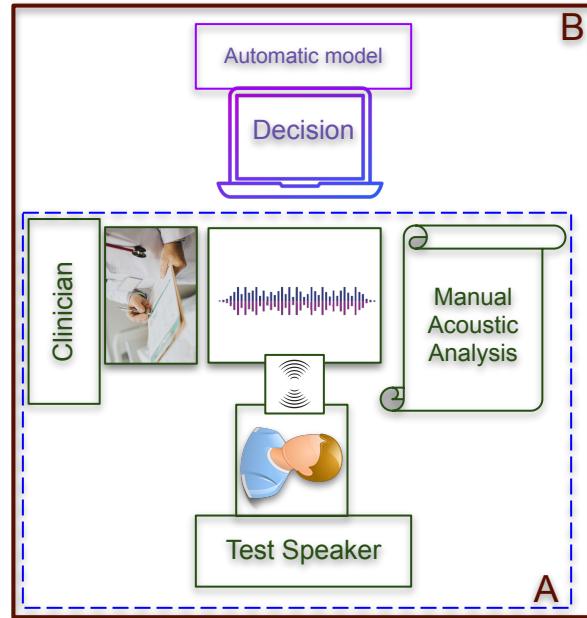 B
Automatic model
Decision
Clinician
Manual
Acoustic
Analysis
Test Speaker
A